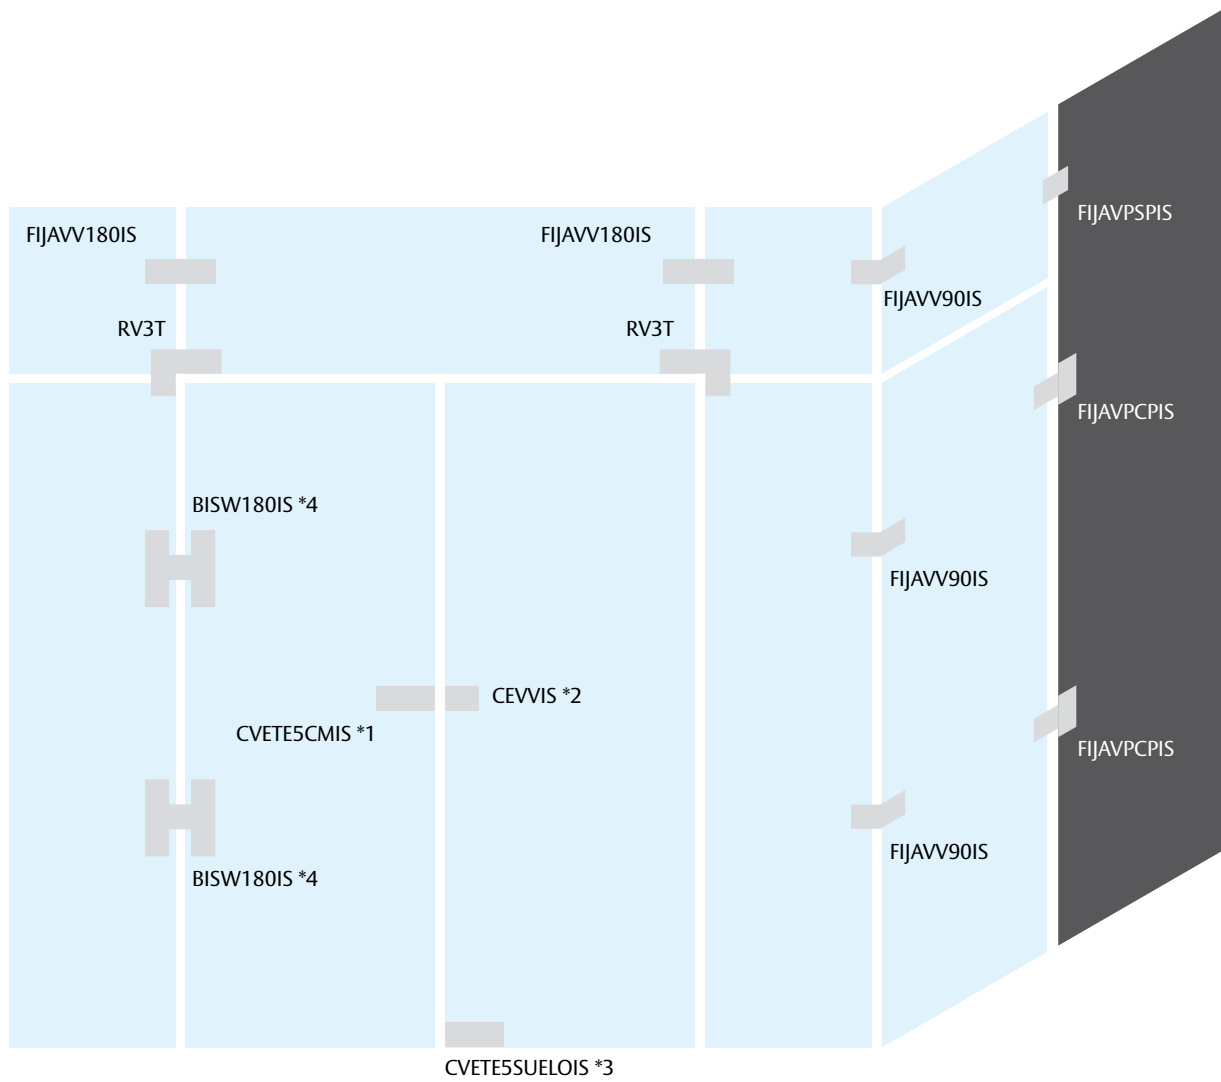 FIJAVPSPIS
FIJAVV180IS
FIJAVV180IS
FIJAVV90IS
RV3T
RV3T
FIJAVPCPIS
BISW180IS *4
FIJAVV90IS
CEVVIS *2
CVETE5CMIS *1
FIJAVPCPIS
FIJAVV90IS
BISW180IS *4
CVETE5SUELOIS *3